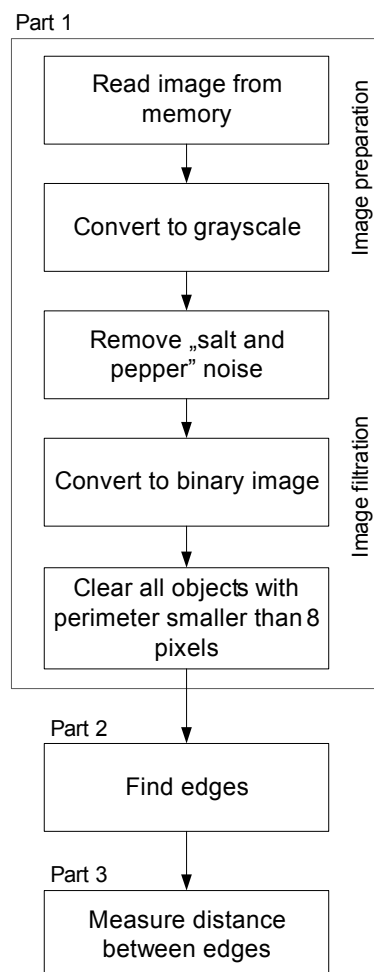 Part 1
Read image from
memory
Image preparation
Convert to grayscale
Remove „salt and
pepper” noise
Convert to binary image
Image filtration
Clear all objects with
perimeter smaller than 8
pixels
Part 2
Find edges
Part 3
Measure distance
between edges